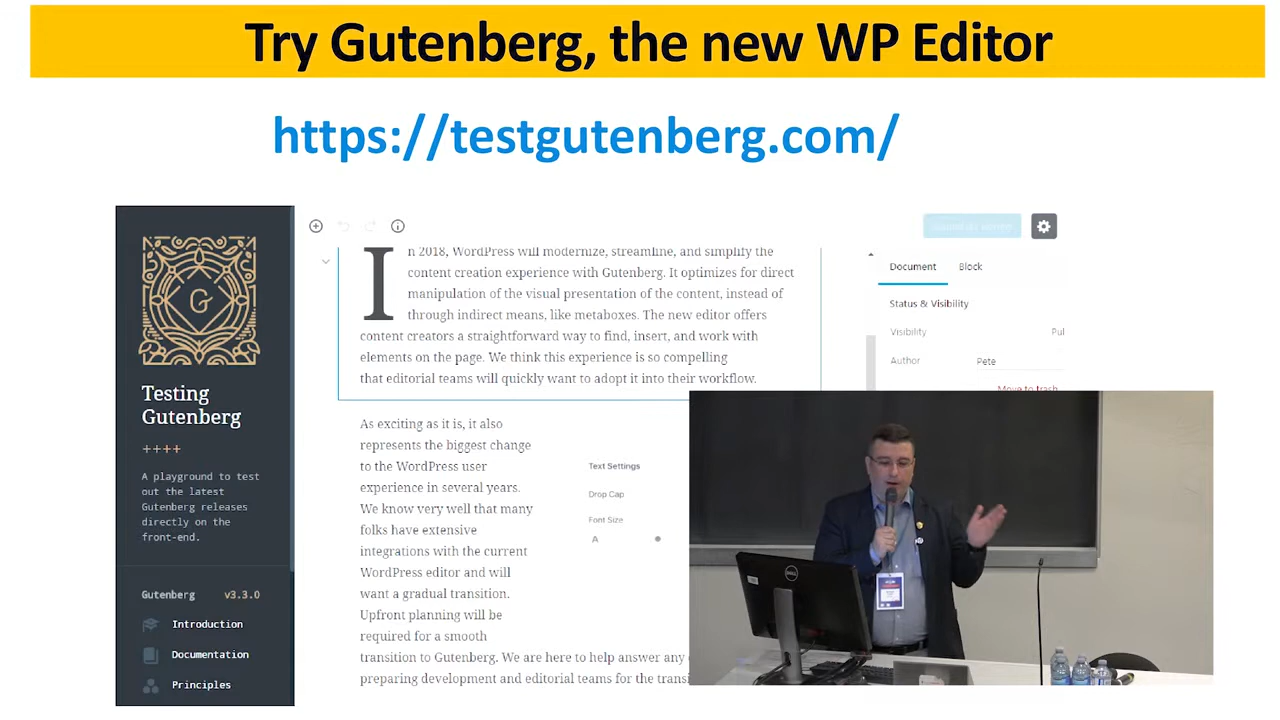 Try Gutenberg, the new WP Editor
https://testgutenberg.com/
G
Testing
Gutenberg
++++
A playground to test
out the latest
Gutenberg releases
directly on the
front-end.
Gutenberg v3.3.0
Introduction
Documentation
Principles
In 2018, WordPress will modernize, streamline, and simplify the
content creation experience with Gutenberg. It optimizes for direct
manipulation of the visual presentation of the content, instead of
through indirect means, like metaboxes. The new editor offers
content creators a straightforward way to find, insert, and work with
elements on the page. We think this experience is so compelling
that editorial teams will quickly want to adopt it into their workflow.
As exciting as it is, it also
represents the biggest change
to the WordPress user
experience in several years.
We know very well that many
folks have extensive
integrations with the current
WordPress editor and will
want a gradual transition.
Upfront planning will be
required for a smooth
transition to Gutenberg. We are here to help answer any
preparing development and editorial teams for the transi
Text Settings
Drop Cap
Font Size
A
Document Block
Status & Visibility
Visibility Pul
Author Pete
Move to trash
DELL